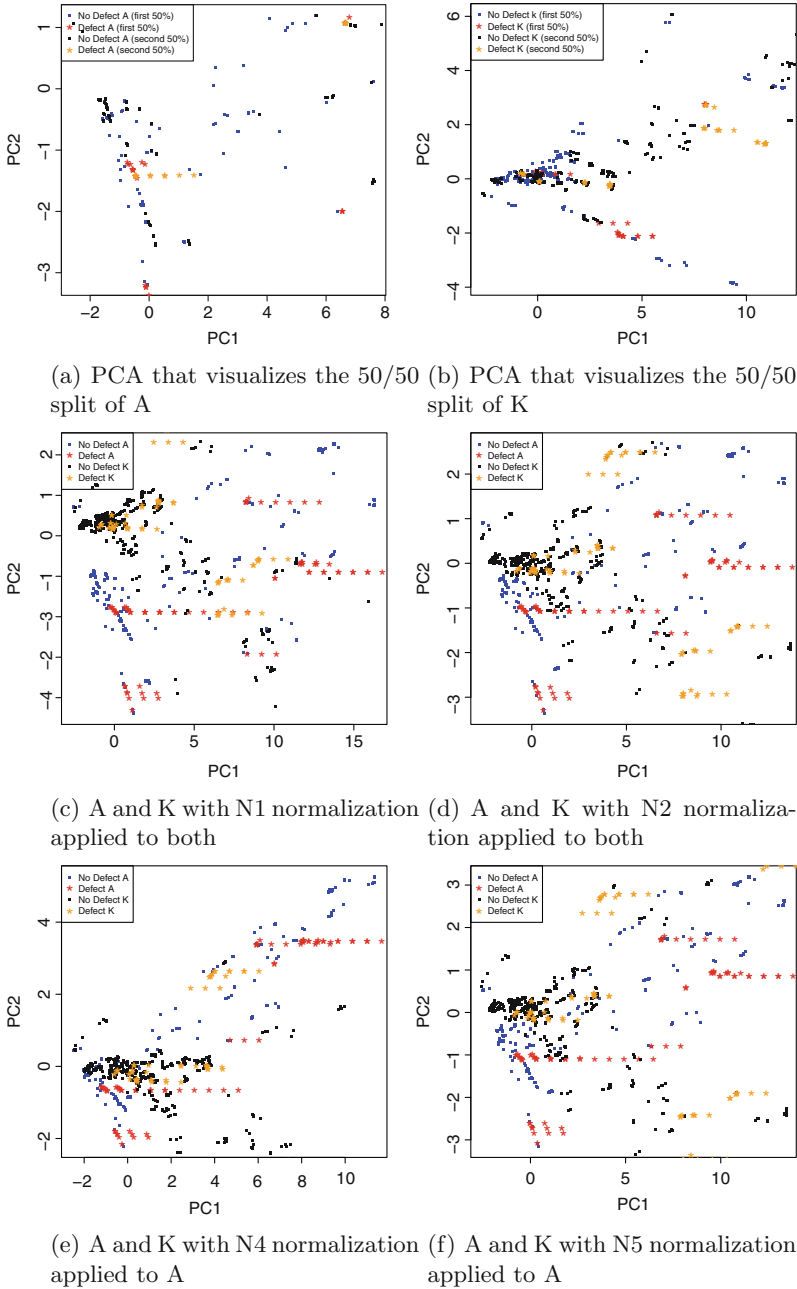 No Defect A (first 50%)
Defect A (first 50%)
No Defect A (second 50%)
Defect A (second 50%)
1
0
−1
−2
−3
PC2
−2
0
2
4
6
8
PC1
(a) PCA that visualizes the 50/50
split of A
No Defect k (first 50%)
Defect K (first 50%)
No Defect K (second 50%)
Defect K (second 50%)
6
4
2
0
−2
−4
PC2
0
5
10
PC1
(b) PCA that visualizes the 50/50
split of K
No Defect A
Defect A
No Defect K
Defect K
2
1
0
−1
−3
−2
−4
PC2
0
5
10
15
PC1
(c) A and K with N1 normalization
applied to both
No Defect A
Defect A
No Defect K
Defect K
2
1
0
−1
−2
−3
PC2
0
5
10
PC1
(d) A and K with N2 normaliza-
tion applied to both
No Defect A
Defect A
No Defect K
Defect K
4
2
0
−2
PC2
−2
0
2
4
6
8
10
PC1
(e) A and K with N4 normalization
applied to A
No Defect A
Defect A
No Defect K
Defect K
3
2
1
0
−1
−2
−3
PC2
0
5
10
PC1
(f) A and K with N5 normalization
applied to A